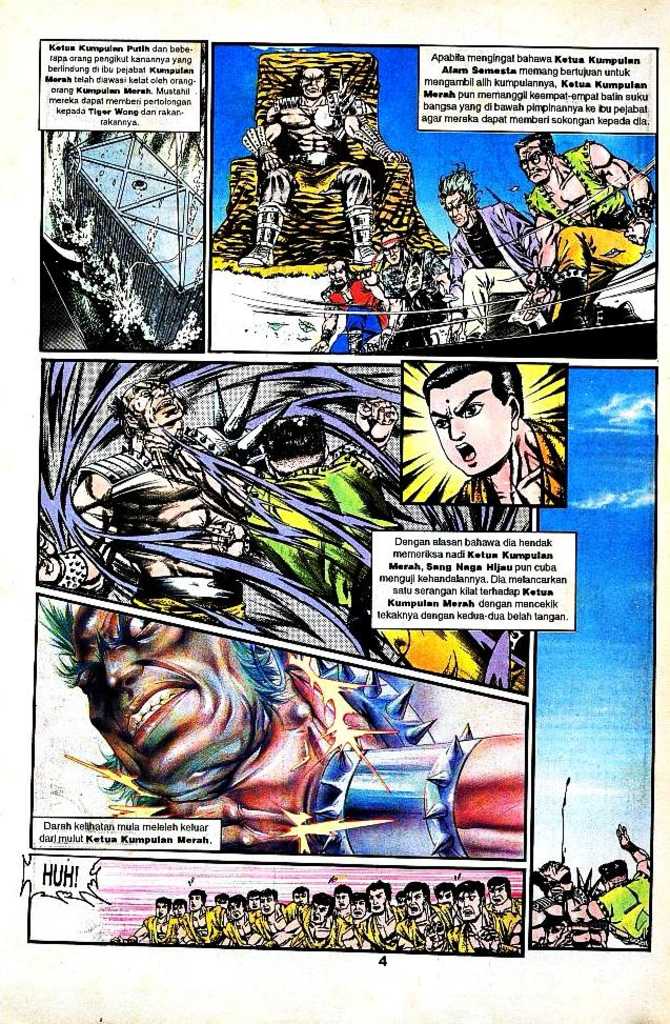 Ketua Kumpulan Putih dan bebe-
rapa orang pengikut kanannya yang
berlindung di ibu pejabat Kumpulan
Merah telah diawasi ketat oleh orang-
orang Kumpulan Merah. Mustahil
mereka dapat memberi pertolongan
kepada Tiger Wong dan rakan-
rakannya.
Apabila mengingat bahawa Ketua Kumpulan
Alam Semesta memang bertujuan untuk
mengambil alih kumpulannya, Ketua Kumpulan
Merah pun memanggil keempat-empat batin suku
bangsa yang di bawah pimpinannya ke ibu pejabat
agar mereka dapat memberi sokongan kepada dia.
Dengan alasan bahawa dia hendak
memeriksa nadi Ketua Kumpulan
Merah, Sang Naga Hijau pun cuba
menguji kehandalannya. Dia melancarkan
satu serangan kilat terhadap Ketua
Kumpulan Merah dengan mencekik
tekaknya dengan kedua-dua belah tangan.
Darah kelihatan mula meleleh keluar
dari mulut Ketua Kumpulan Merah.
HUH!
4